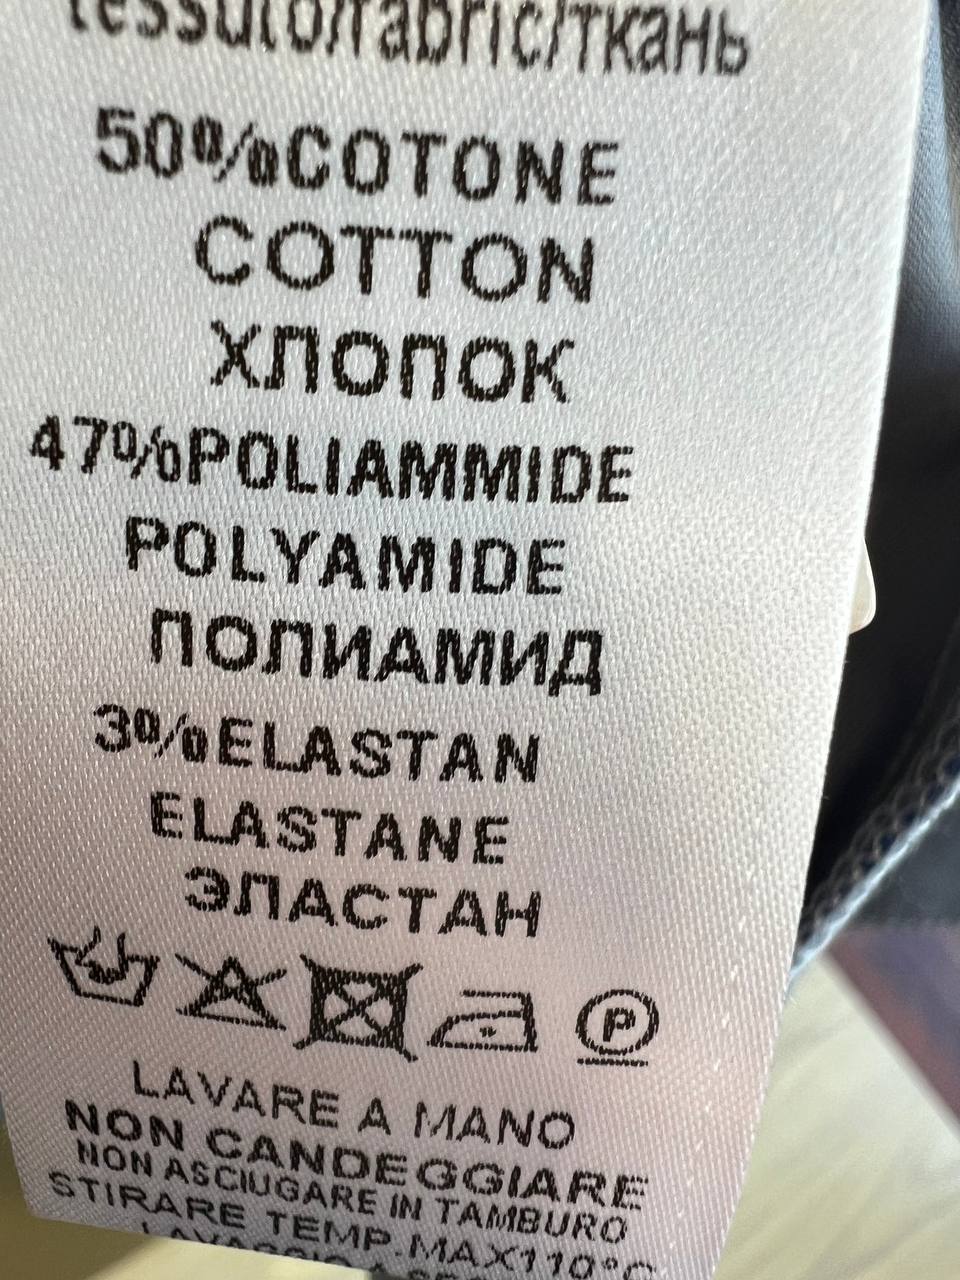 tessuto/fabric/ткань
50%COTONE
COTTON
ХЛОПОК
47%POLIAMMIDE
POLYAMIDE
ПОЛИАМИД
3%ELASTAN
ELASTANE
ЭЛАСТАН
P
LAVARE A MANO
NON CANDEGGIARE
NON ASCIUGARE IN TAMBURO
STIRARE TEMP.MAX110°C
LAVAGGIO A